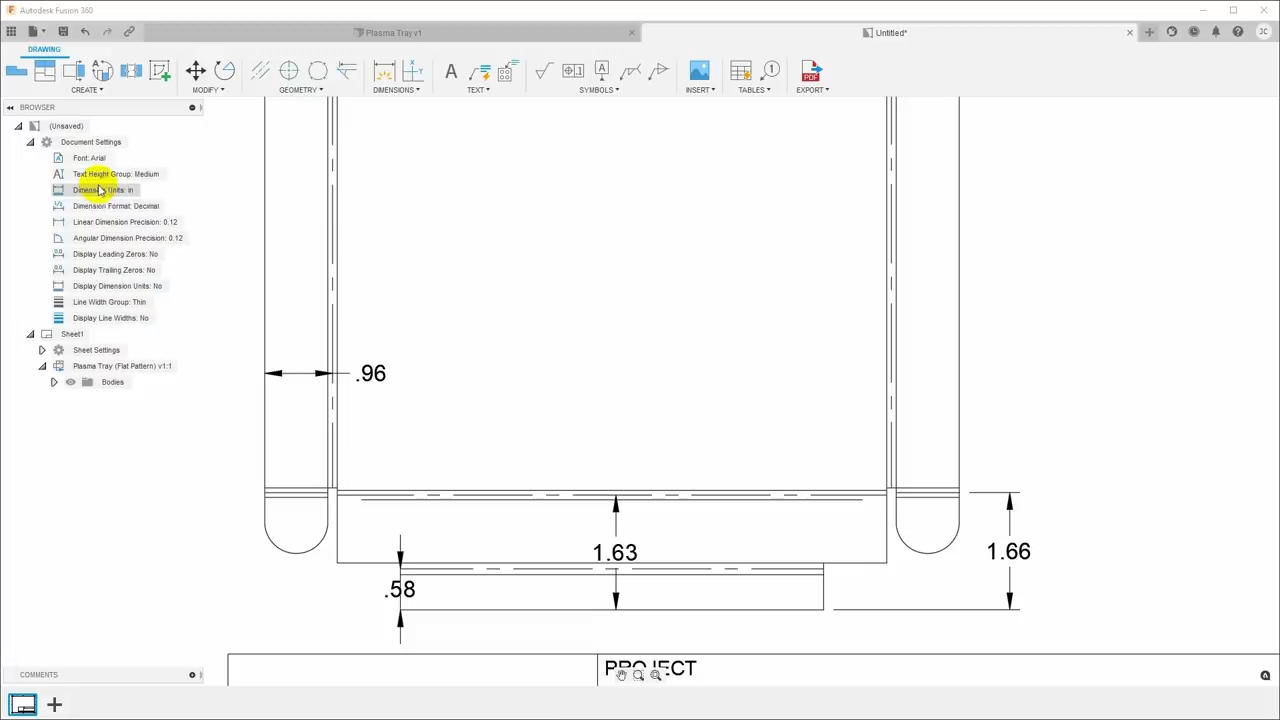 Autodesk Fusion 360
Plasma Tray v1
Untitled*
JC
DRAWING
CREATE
MODIFY
GEOMETRY
DIMENSIONS
TEXT
SYMBOLS
INSERT
TABLES
EXPORT
BROWSER
(Unsaved)
Document Settings
Font: Arial
Text Height Group: Medium
Dimension Units: in
Dimension Format: Decimal
Linear Dimension Precision: 0.12
Angular Dimension Precision: 0.12
Display Leading Zeros: No
Display Trailing Zeros: No
Display Dimension Units: No
Line Width Group: Thin
Display Line Widths: No
Sheet1
Sheet Settings
Plasma Tray (Flat Pattern) v1:1
Bodies
.96
1.63
1.66
.58
PROJECT
COMMENTS